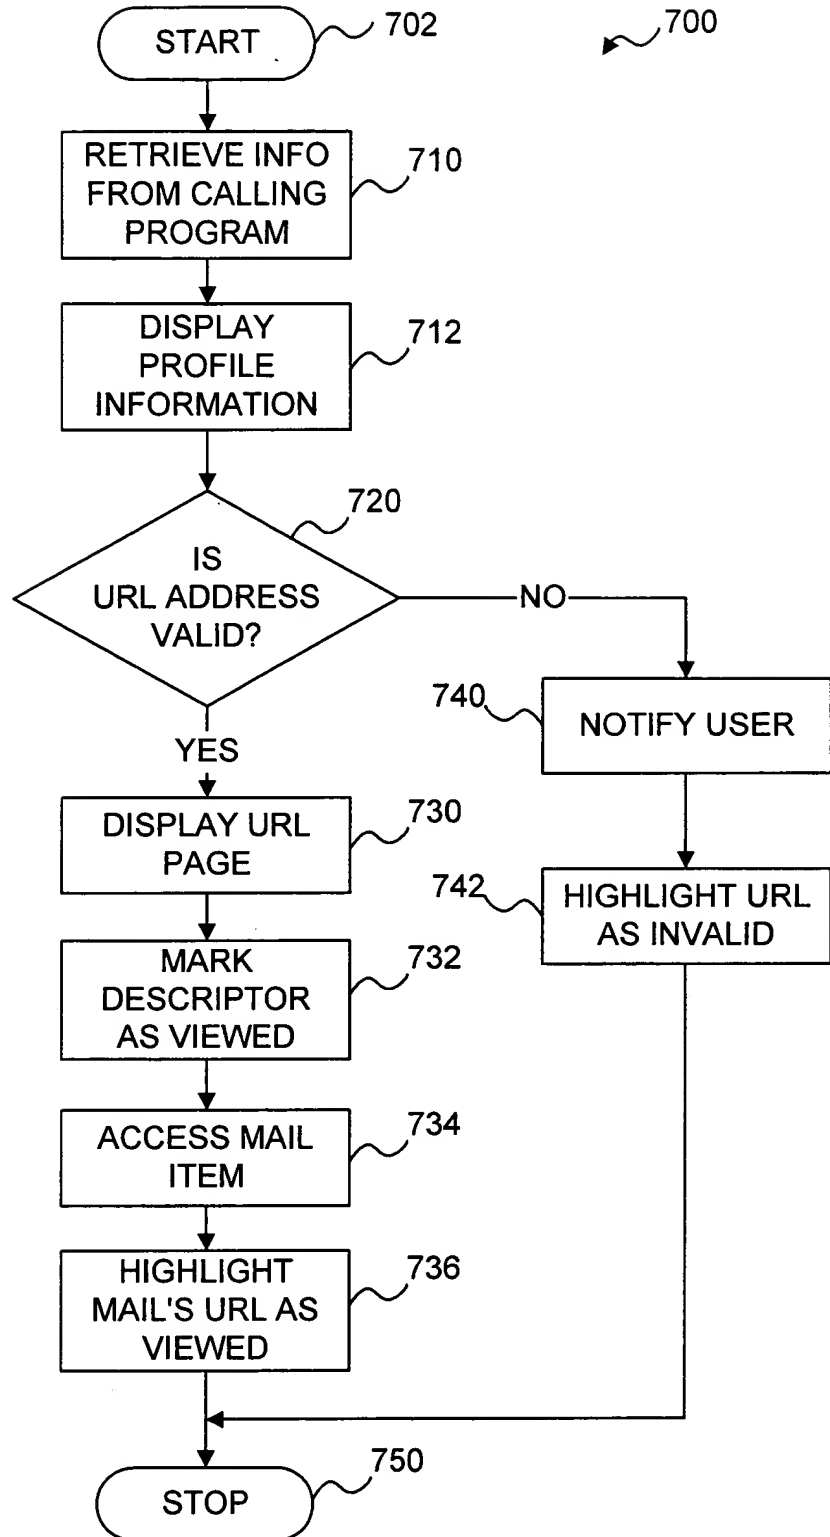 START
702
700
RETRIEVE INFO
FROM CALLING
PROGRAM
710
DISPLAY
PROFILE
INFORMATION
712
720
IS
URL ADDRESS
VALID?
NO
YES
740
NOTIFY USER
DISPLAY URL
PAGE
730
742
HIGHLIGHT URL
AS INVALID
MARK
DESCRIPTOR
AS VIEWED
732
ACCESS MAIL
ITEM
734
HIGHLIGHT
MAIL'S URL AS
VIEWED
736
STOP
750